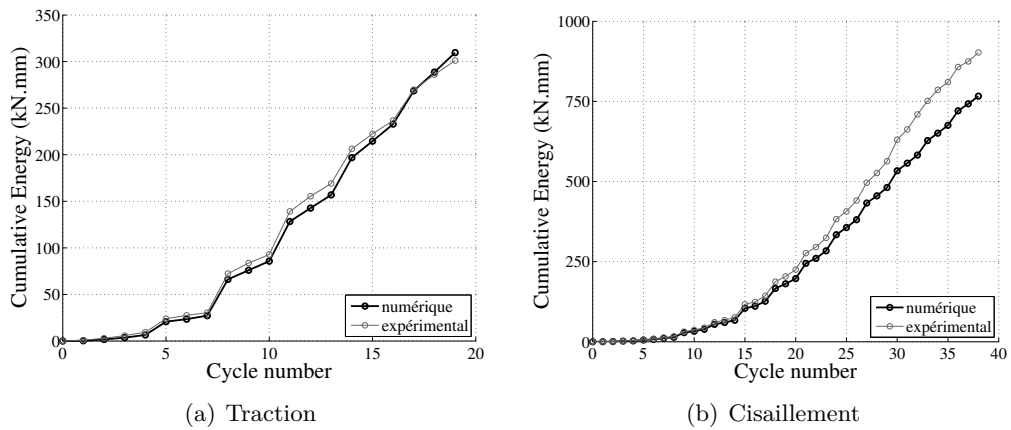 350
300
250
200
150
100
50
0
0 5 10 15 20
Cumulative Energy (kN.mm)
Cycle number
numérique
expérimental
(a) Traction
1000
750
500
250
0
0 5 10 15 20 25 30 35 40
Cumulative Energy (kN.mm)
Cycle number
numérique
expérimental
(b) Cisaillement